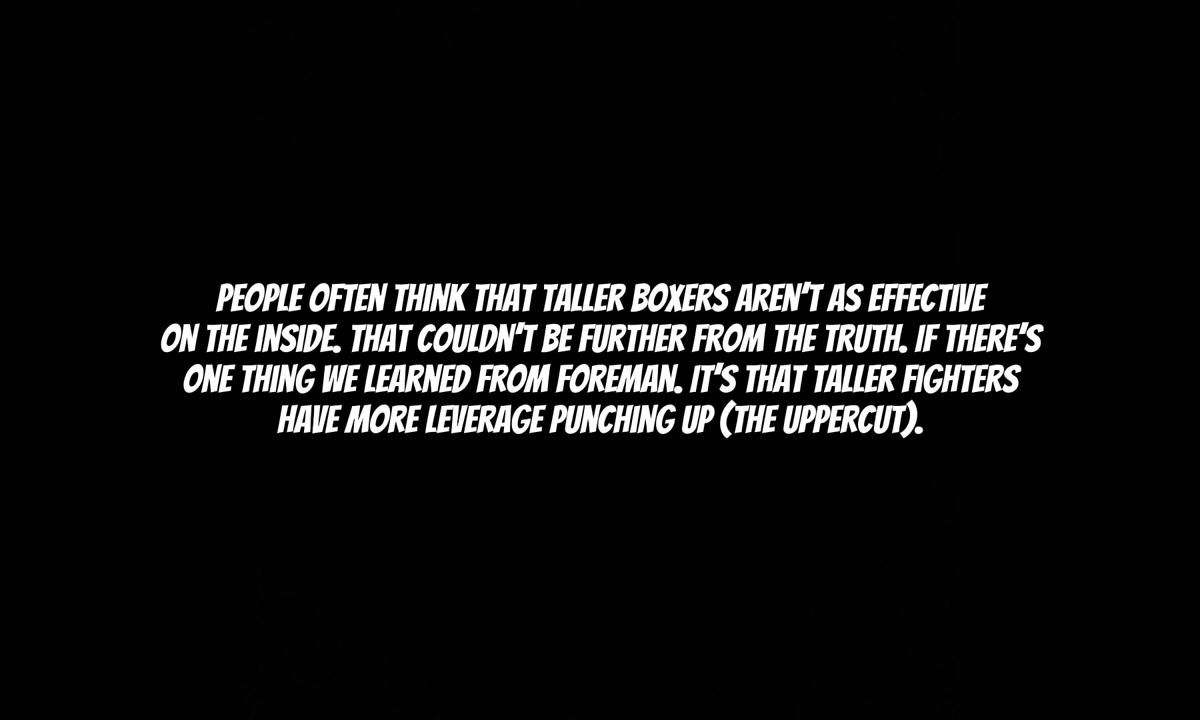 PEOPLE OFTEN THINK THAT TALLER BOXERS AREN'T AS EFFECTIVE
ON THE INSIDE. THAT COULDN'T BE FURTHER FROM THE TRUTH. IF THERE'S
ONE THING WE LEARNED FROM FOREMAN. IT'S THAT TALLER FIGHTERS
HAVE MORE LEVERAGE PUNCHING UP (THE UPPERCUT).